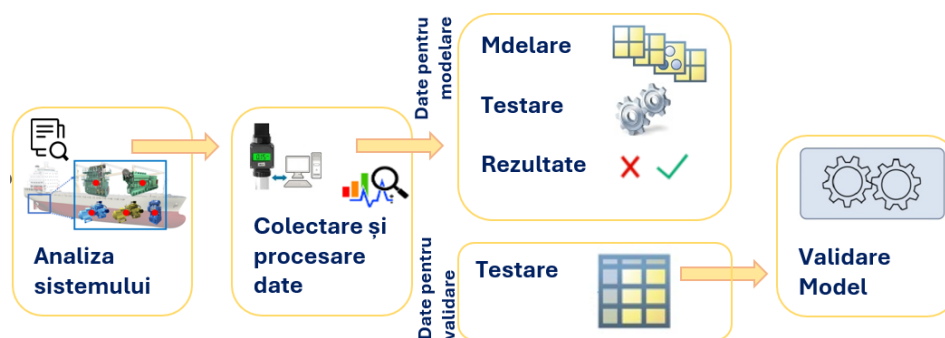 Analiza
sistemului
Colectare și
procesare
date
Date pentru
modelare
Mdelare
Testare
Rezultate
Date pentru
validare
Testare
Validare
Model